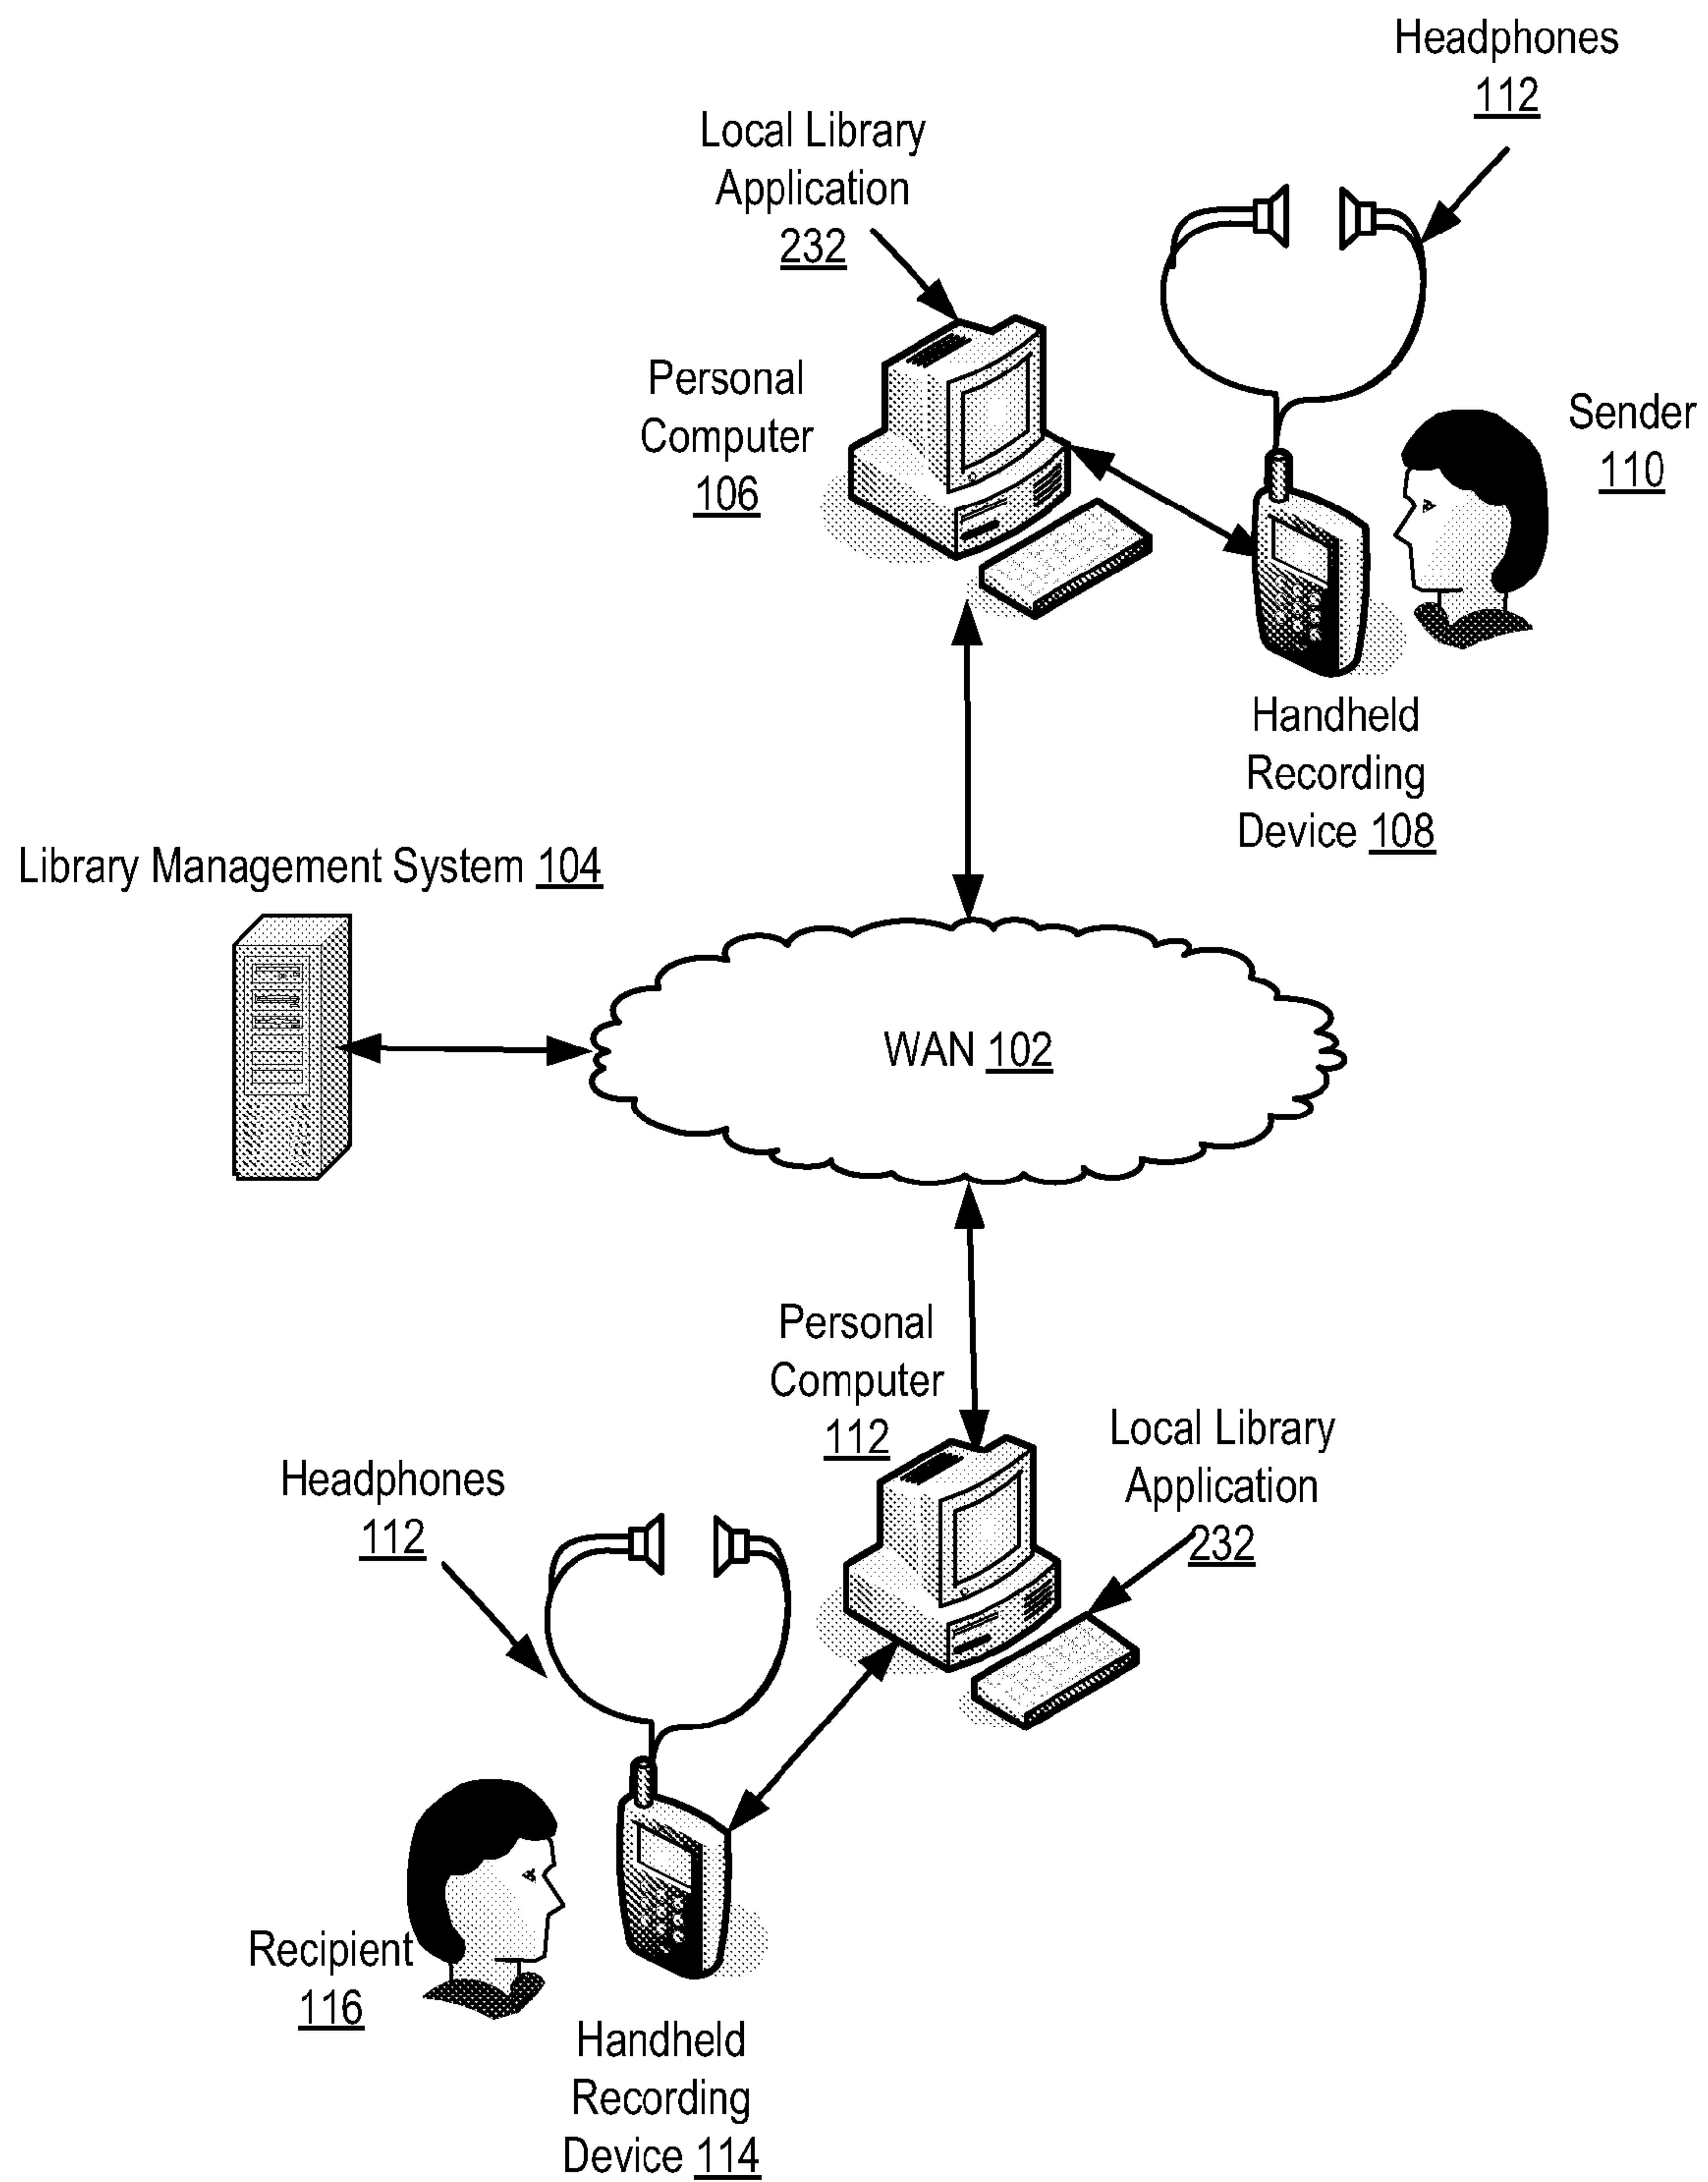 Headphones
112
Local Library
Application
232
Personal
Computer
106
Sender
110
Handheld
Recording
Device 108
Library Management System 104
WAN 102
Personal
Computer
112
Local Library
Application
232
Headphones
112
Recipient
116
Handheld
Recording
Device 114